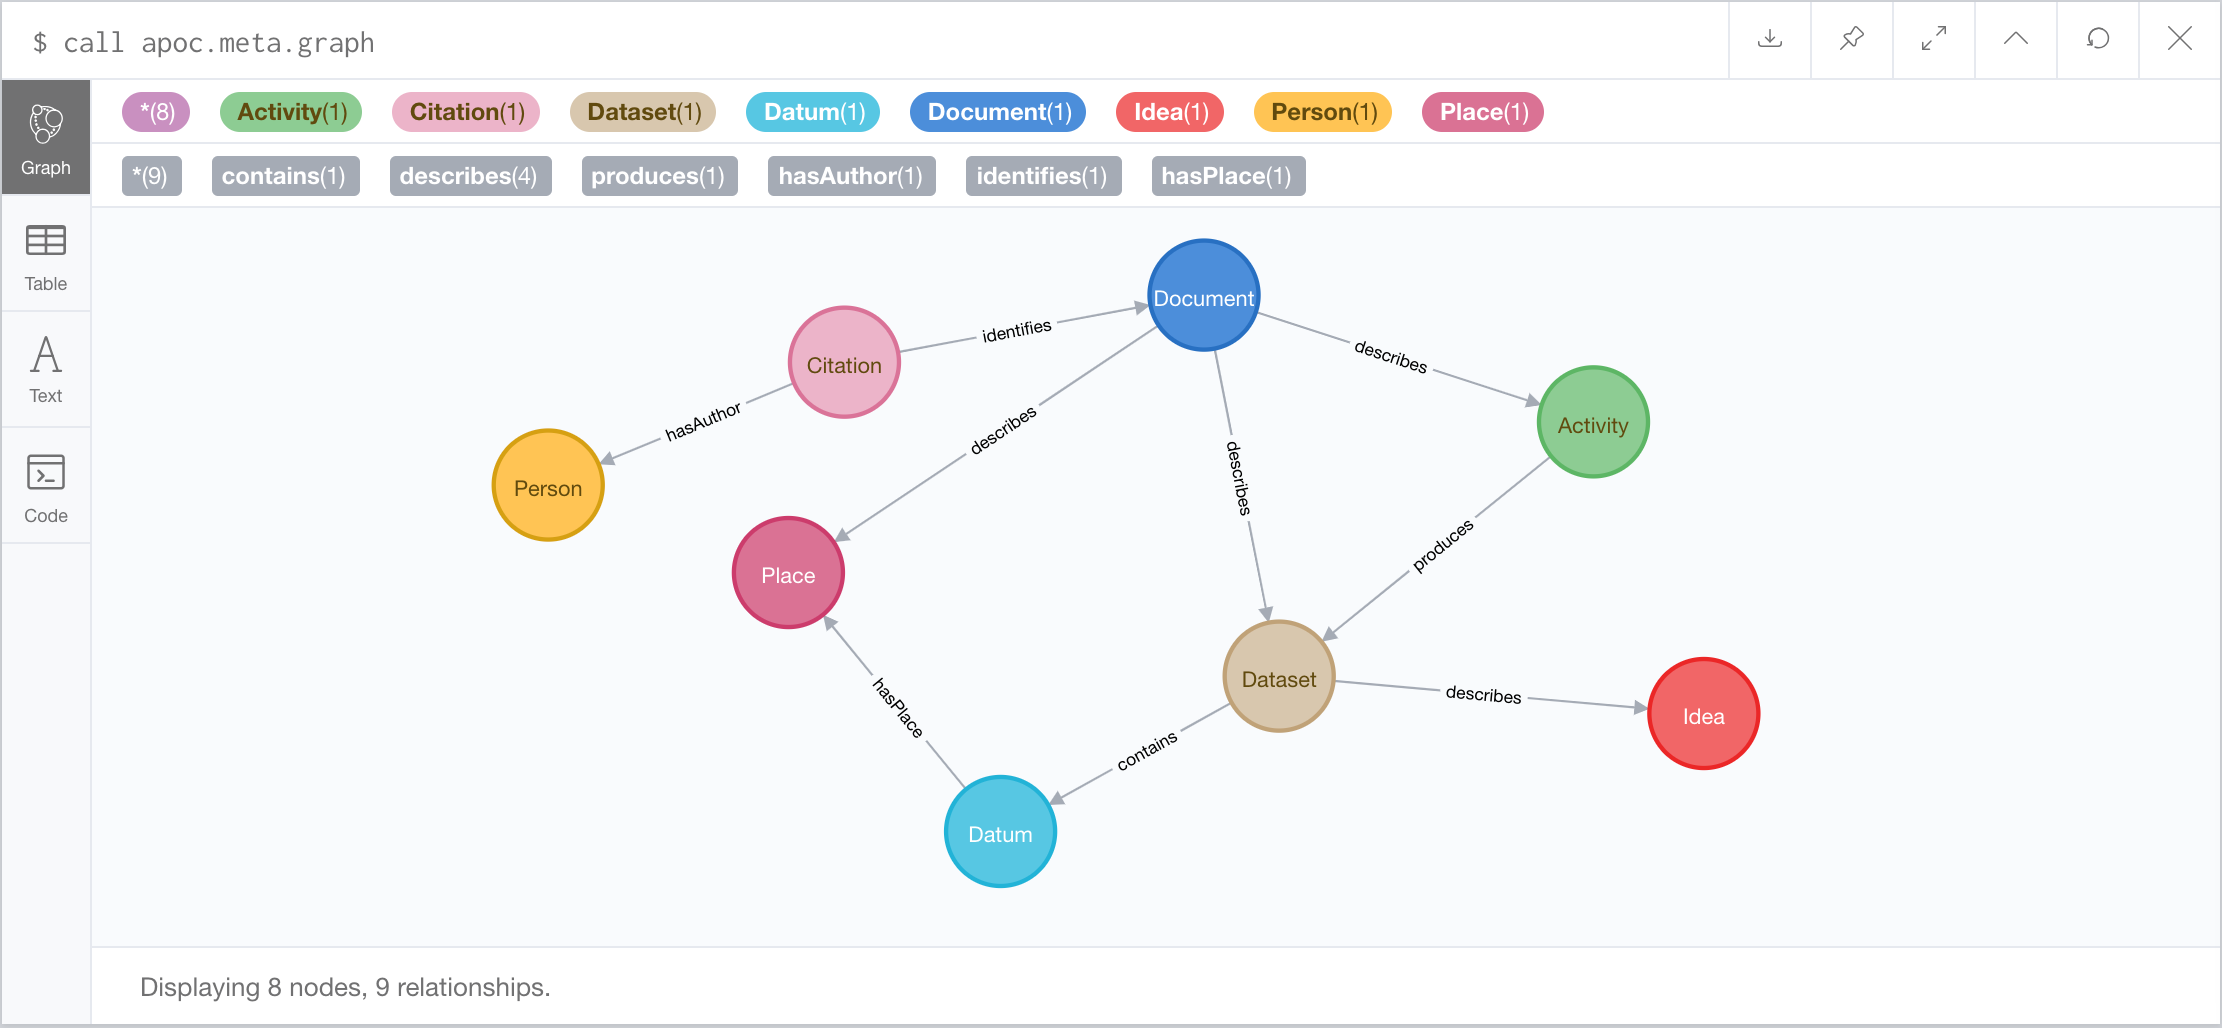 $ call apoc.meta.graph
*(8) Activity(1) Citation(1) Dataset(1) Datum(1) Document(1) Idea(1) Person(1) Place(1)
*(9) contains(1) describes(4) produces(1) hasAuthor(1) identifies(1) hasPlace(1)
Graph
Table
Text
Code
Document
identifies
describes
Citation
hasAuthor
describes
Activity
describes
Person
produces
Place
Dataset
describes
Idea
hasPlace
contains
Datum
Displaying 8 nodes, 9 relationships.